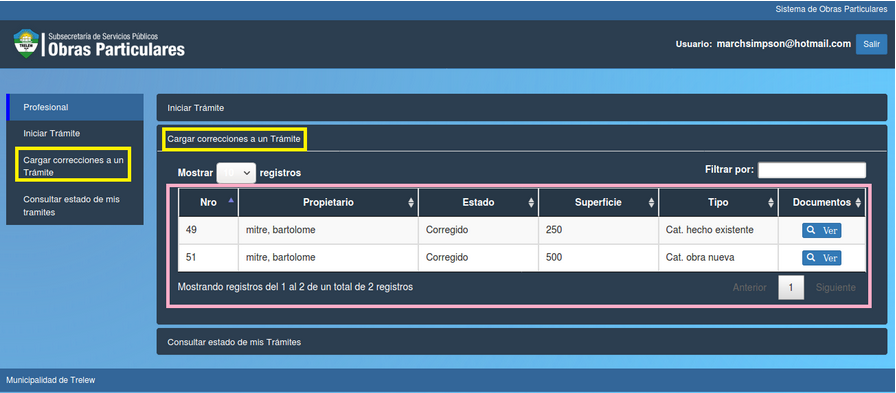 Sistema de Obras Particulares
Subsecretaría de Servicios Públicos
TRELEW
Obras Particulares
Usuario: marchsimpson@hotmail.com Salir
Profesional
Iniciar Trámite
Cargar correcciones a un
Trámite
Consultar estado de mis
tramites
Iniciar Trámite
Cargar correcciones a un Trámite
Mostrar registros
Filtrar por:
Nro Propietario Estado Superficie Tipo Documentos
49 mitre, bartolome Corregido 250 Cat. hecho existente Ver
51 mitre, bartolome Corregido 500 Cat. obra nueva Ver
Mostrando registros del 1 al 2 de un total de 2 registros
Anterior 1 Siguiente
Consultar estado de mis Trámites
Municipalidad de Trelew